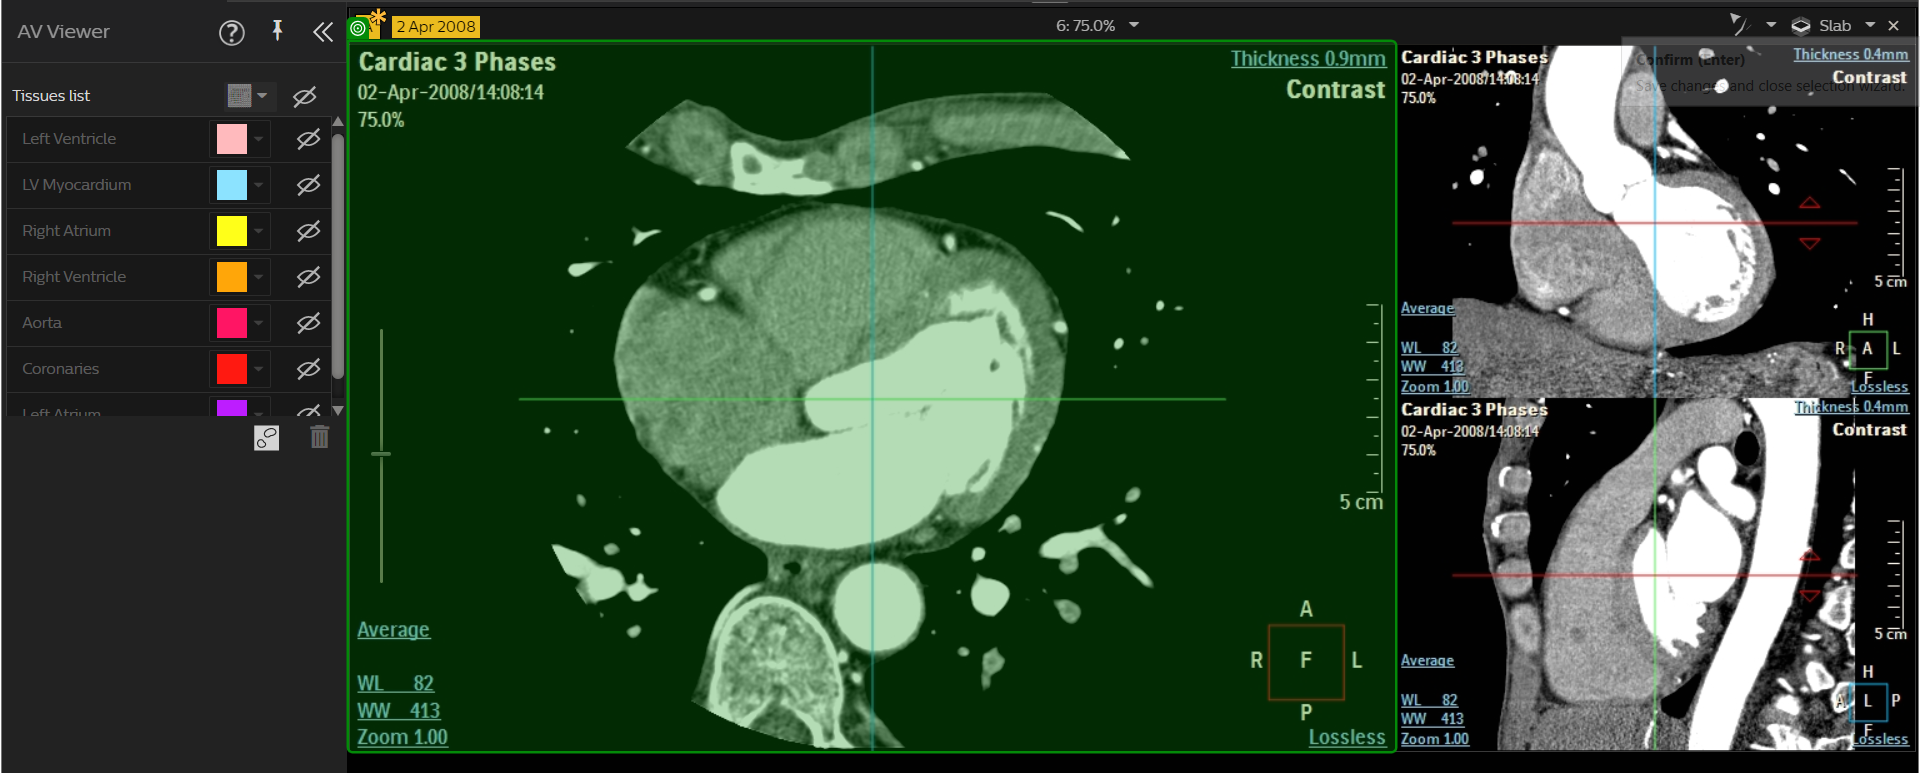 AV Viewer
Tissues list
Left Ventricle
LV Myocardium
Right Atrium
Right Ventricle
Aorta
Coronaries
Left Atrium
2 Apr 2008
6: 75.0%
Slab
Cardiac 3 Phases
02-Apr-2008/14:08:14
75.0%
Thickness 0.9mm
Contrast
5 cm
Average
WL 82
WW 413
Zoom 1.00
A
R F L
P
Lossless
Cardiac 3 Phases
02-Apr-2008/14:08:14
75.0%
Confirm (Enter)
Save changes and close selection wizard.
Thickness 0.4mm
Contrast
5 cm
Average
WL 82
WW 413
Zoom 1.00
H
R A L
F
Lossless
Cardiac 3 Phases
02-Apr-2008/14:08:14
75.0%
Thickness 0.4mm
Contrast
5 cm
Average
WL 82
WW 413
Zoom 1.00
H
A L P
F
Lossless